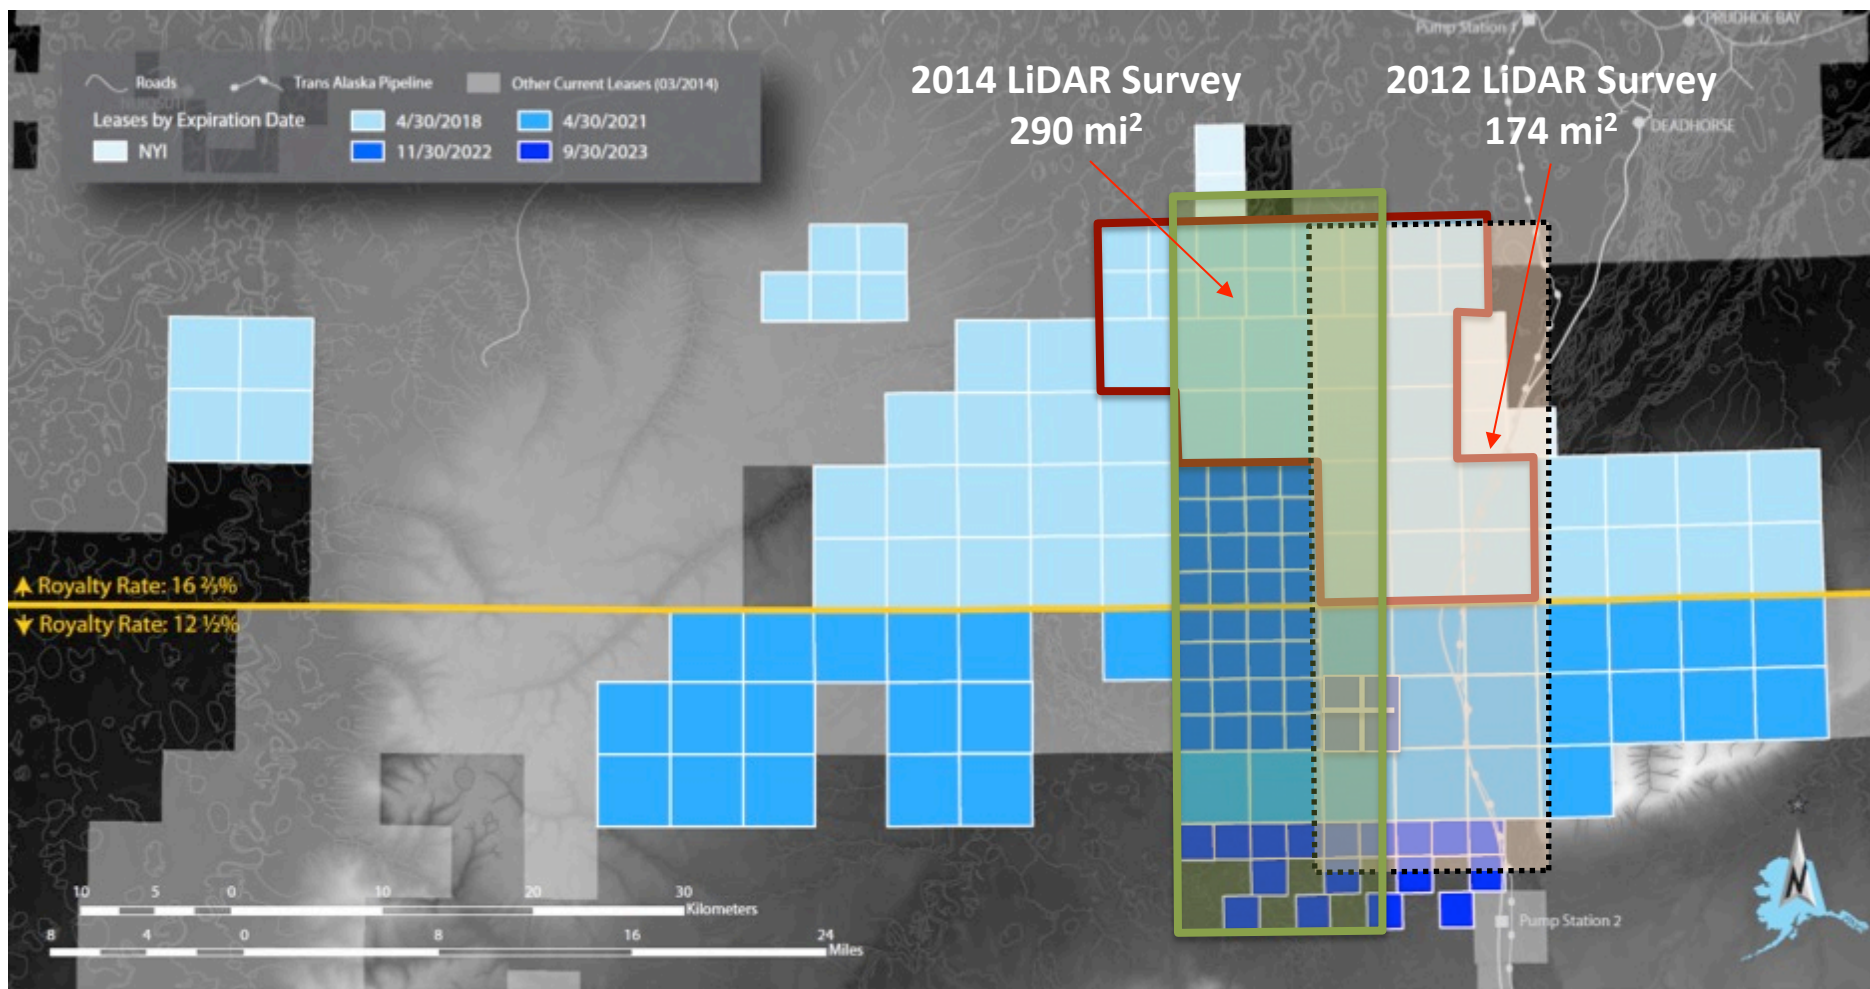 Pump Station 1
PRUDHOE BAY
2014 LiDAR Survey
290 mi²
2012 LiDAR Survey
174 mi²
DEADHORSE
Roads
Trans Alaska Pipeline
Other Current Leases (03/2014)
Leases by Expiration Date
4/30/2018
4/30/2021
NYI
11/30/2022
9/30/2023
Royalty Rate: 16 ⅔%
Royalty Rate: 12 ½%
10 5 0 10 20 30
Kilometers
8 4 0 8 16 24
Miles
Pump Station 2
N